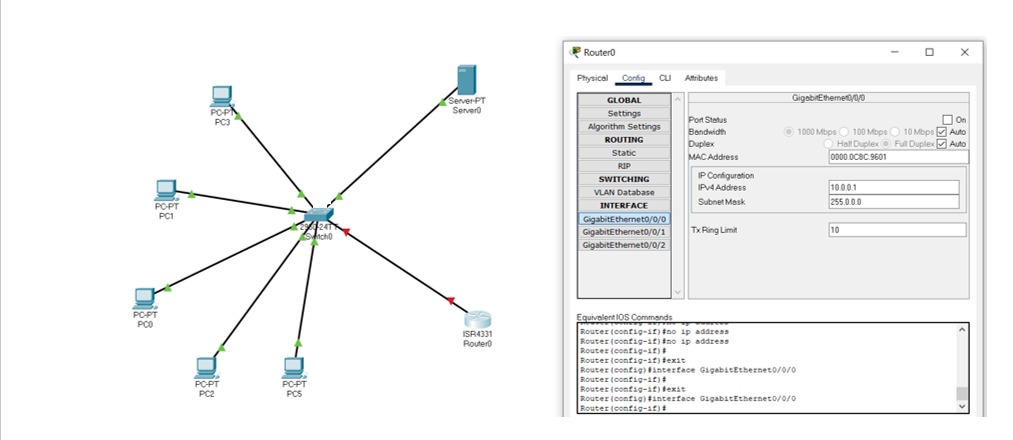 PC-PT
PC3
Server-PT
Server0
PC-PT
PC1
Switch0
PC-PT
PC0
ISR4331
Router0
PC-PT
PC2
PC-PT
PC5
Router0
Physical Config CLI Attributes
GLOBAL
Settings
Algorithm Settings
ROUTING
Static
RIP
SWITCHING
VLAN Database
INTERFACE
GigabitEthernet0/0/0
GigabitEthernet0/0/1
GigabitEthernet0/0/2
GigabitEthernet0/0/0
Port Status On
Bandwidth 1000 Mbps 100 Mbps 10 Mbps Auto
Duplex Half Duplex Full Duplex Auto
MAC Address 0000.0C8C.9601
IP Configuration
IPv4 Address 10.0.0.1
Subnet Mask 255.0.0.0
Tx Ring Limit 10
Equivalent IOS Commands
Router(config-if)#no ip address
Router(config-if)#no ip address
Router(config-if)#
Router(config-if)#exit
Router(config)#interface GigabitEthernet0/0/0
Router(config-if)#
Router(config-if)#exit
Router(config)#interface GigabitEthernet0/0/0
Router(config-if)#